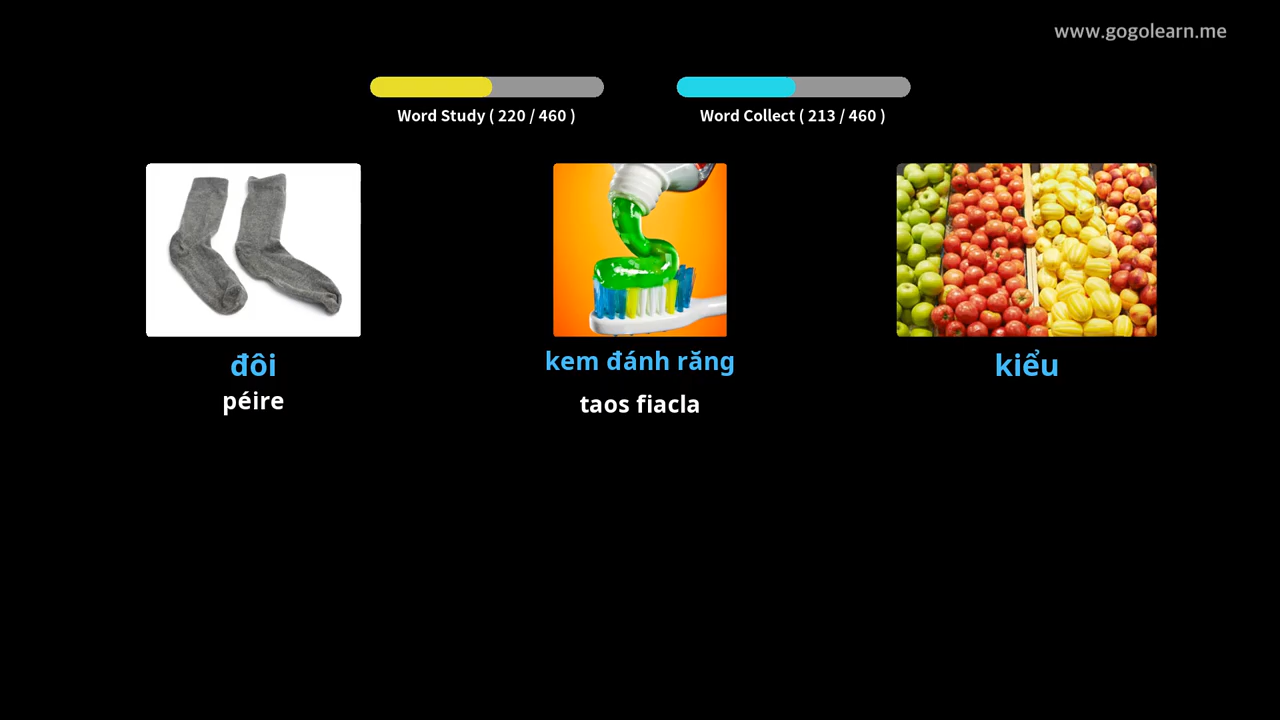 www.gogolearn.me
Word Study ( 220 / 460 )
Word Collect ( 213 / 460 )
đôi
péire
kem đánh răng
taos fiacla
kiểu